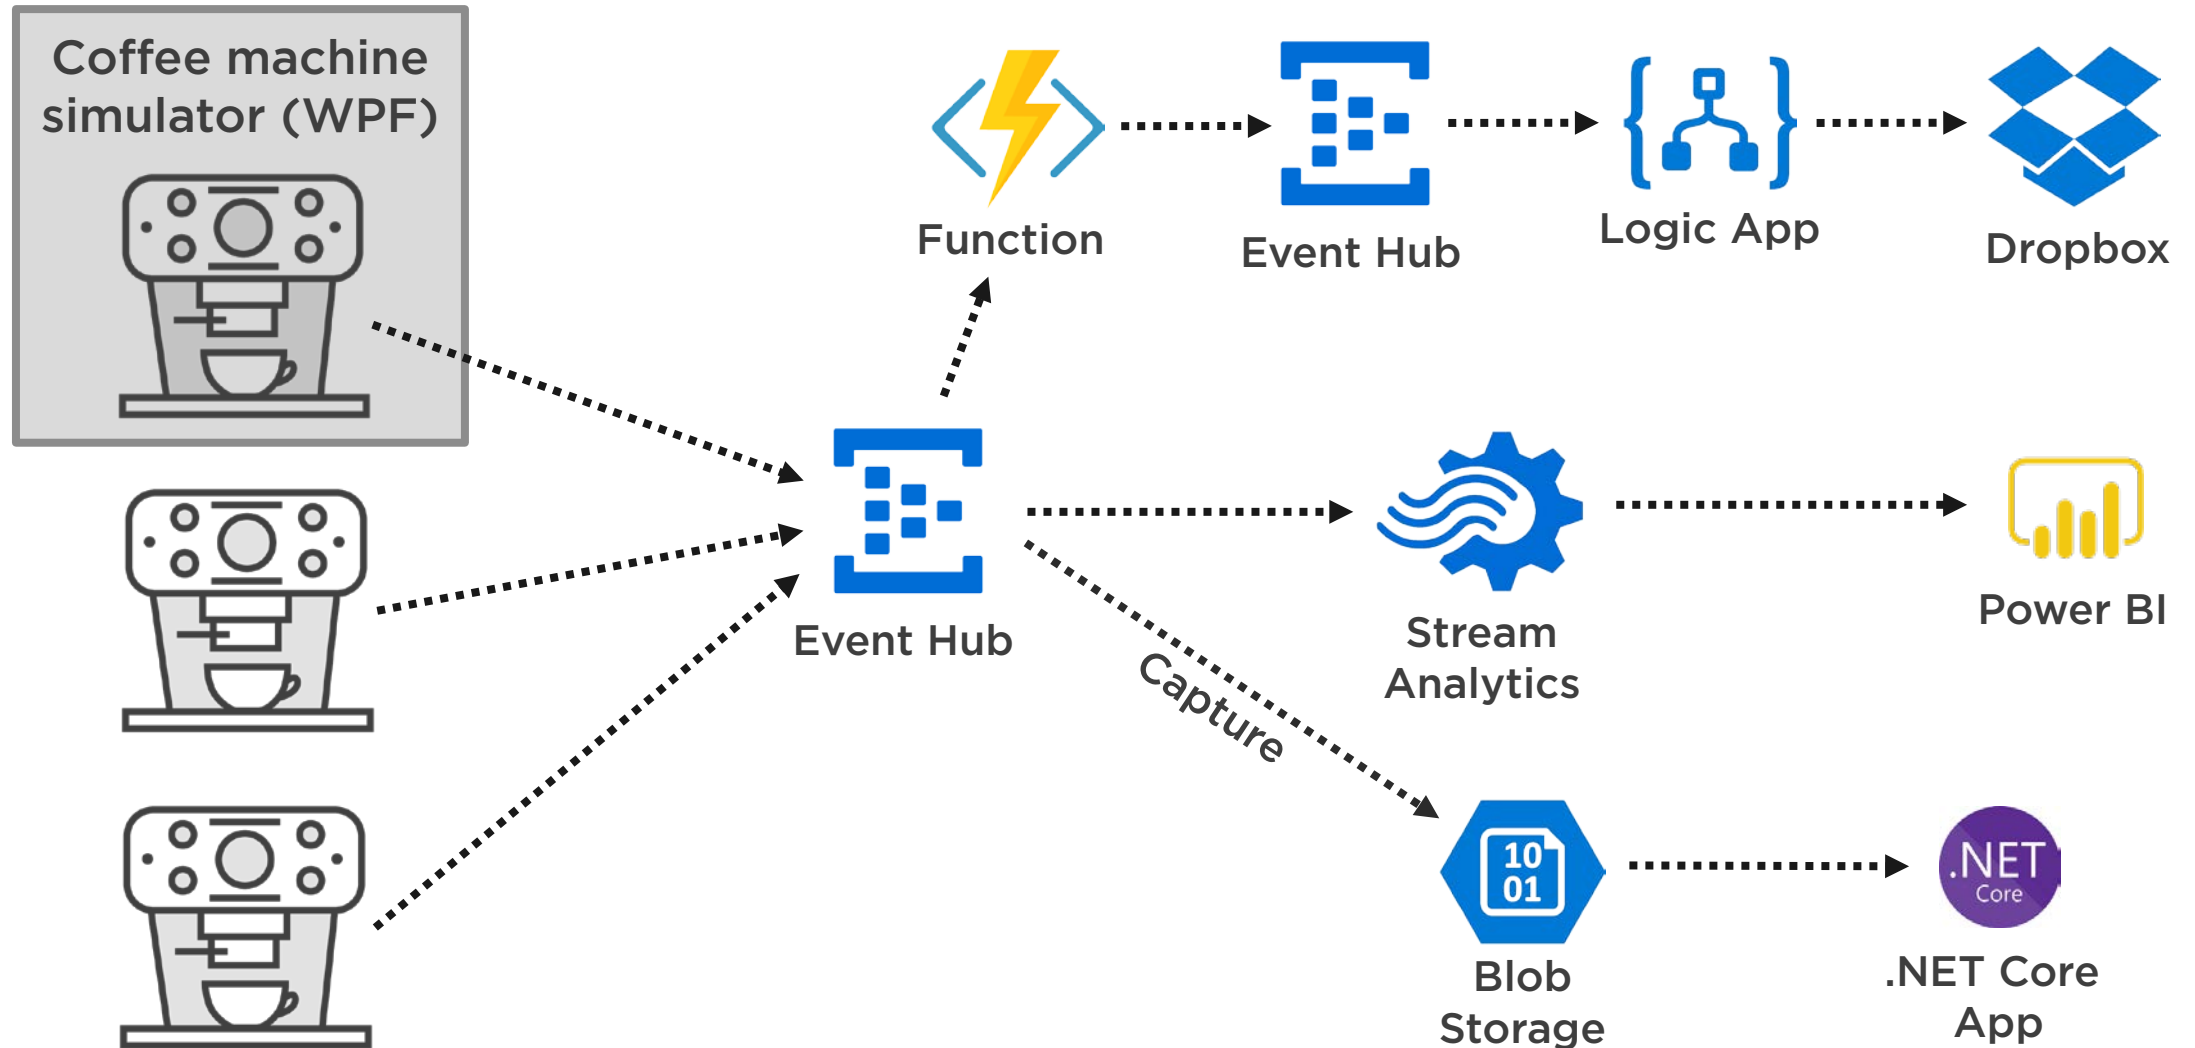 Coffee machine
simulator (WPF)
Function
Event Hub
Logic App
Dropbox
Event Hub
Stream
Analytics
Power BI
Capture
10
01
Blob
Storage
.NET
Core
.NET Core
App